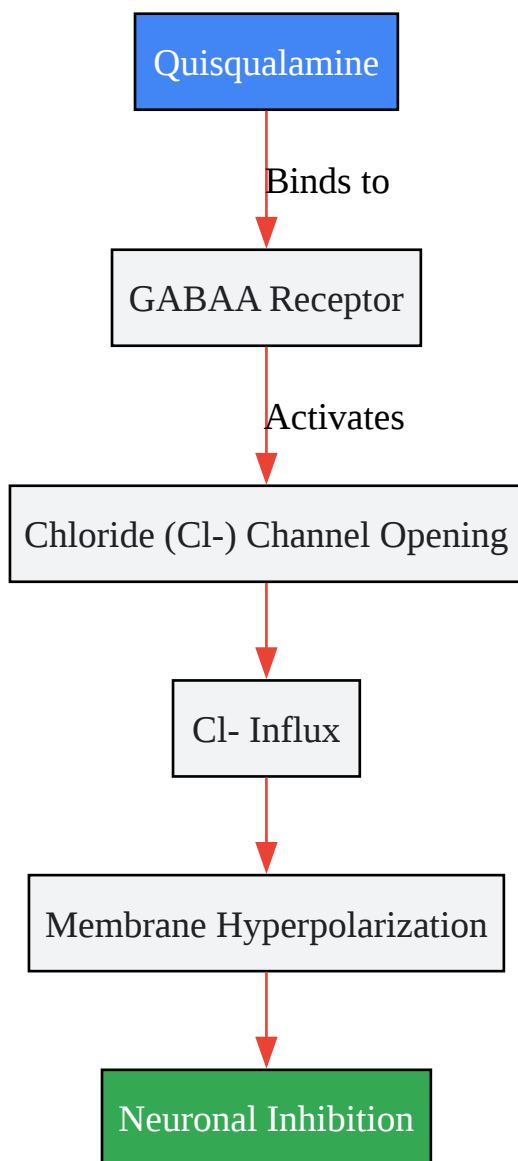 Quisqualamine
Binds to
GABAA Receptor
Activates
Chloride (Cl-) Channel Opening
Cl- Influx
Membrane Hyperpolarization
Neuronal Inhibition